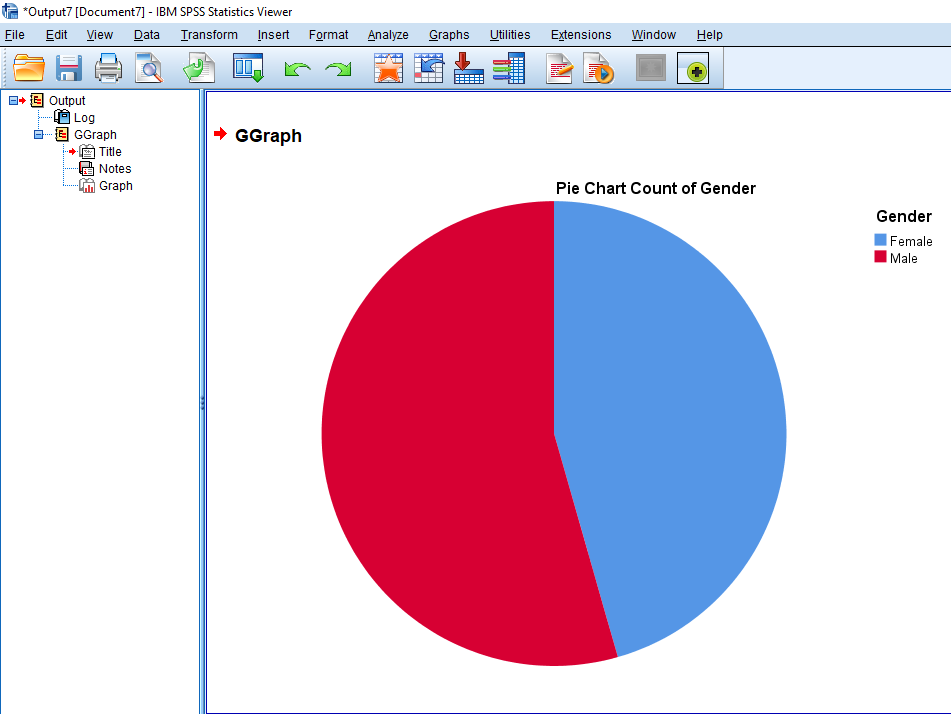 *Output7 [Document7] - IBM SPSS Statistics Viewer
File Edit View Data Transform Insert Format Analyze Graphs Utilities Extensions Window Help
Output
Log
GGraph
Title
Notes
Graph
GGraph
Pie Chart Count of Gender
Gender
Female
Male